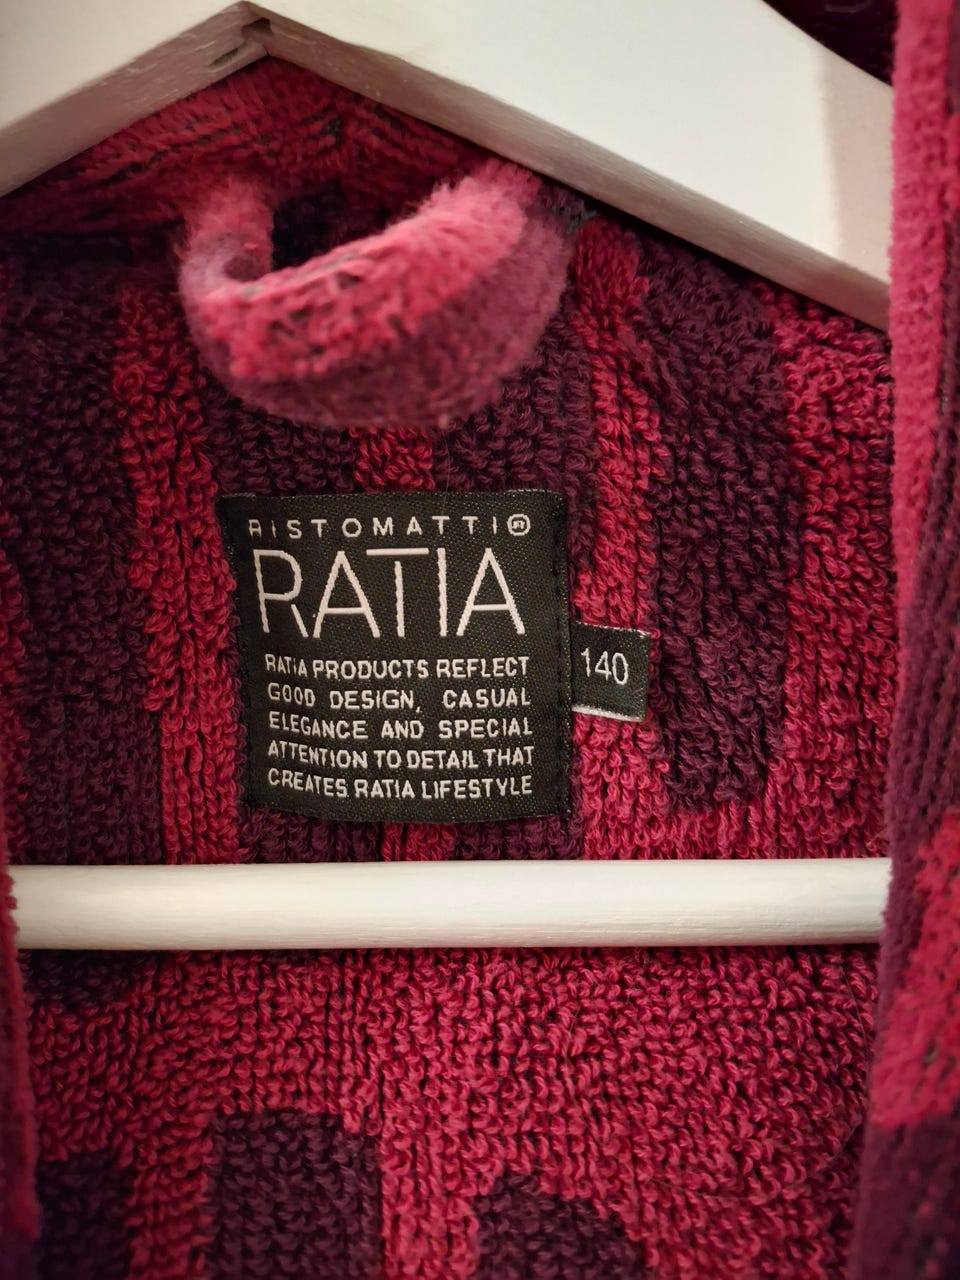 RISTOMATTI®
RATIA
RATIA PRODUCTS REFLECT
GOOD DESIGN, CASUAL
ELEGANCE AND SPECIAL
ATTENTION TO DETAIL THAT
CREATES RATIA LIFESTYLE
140